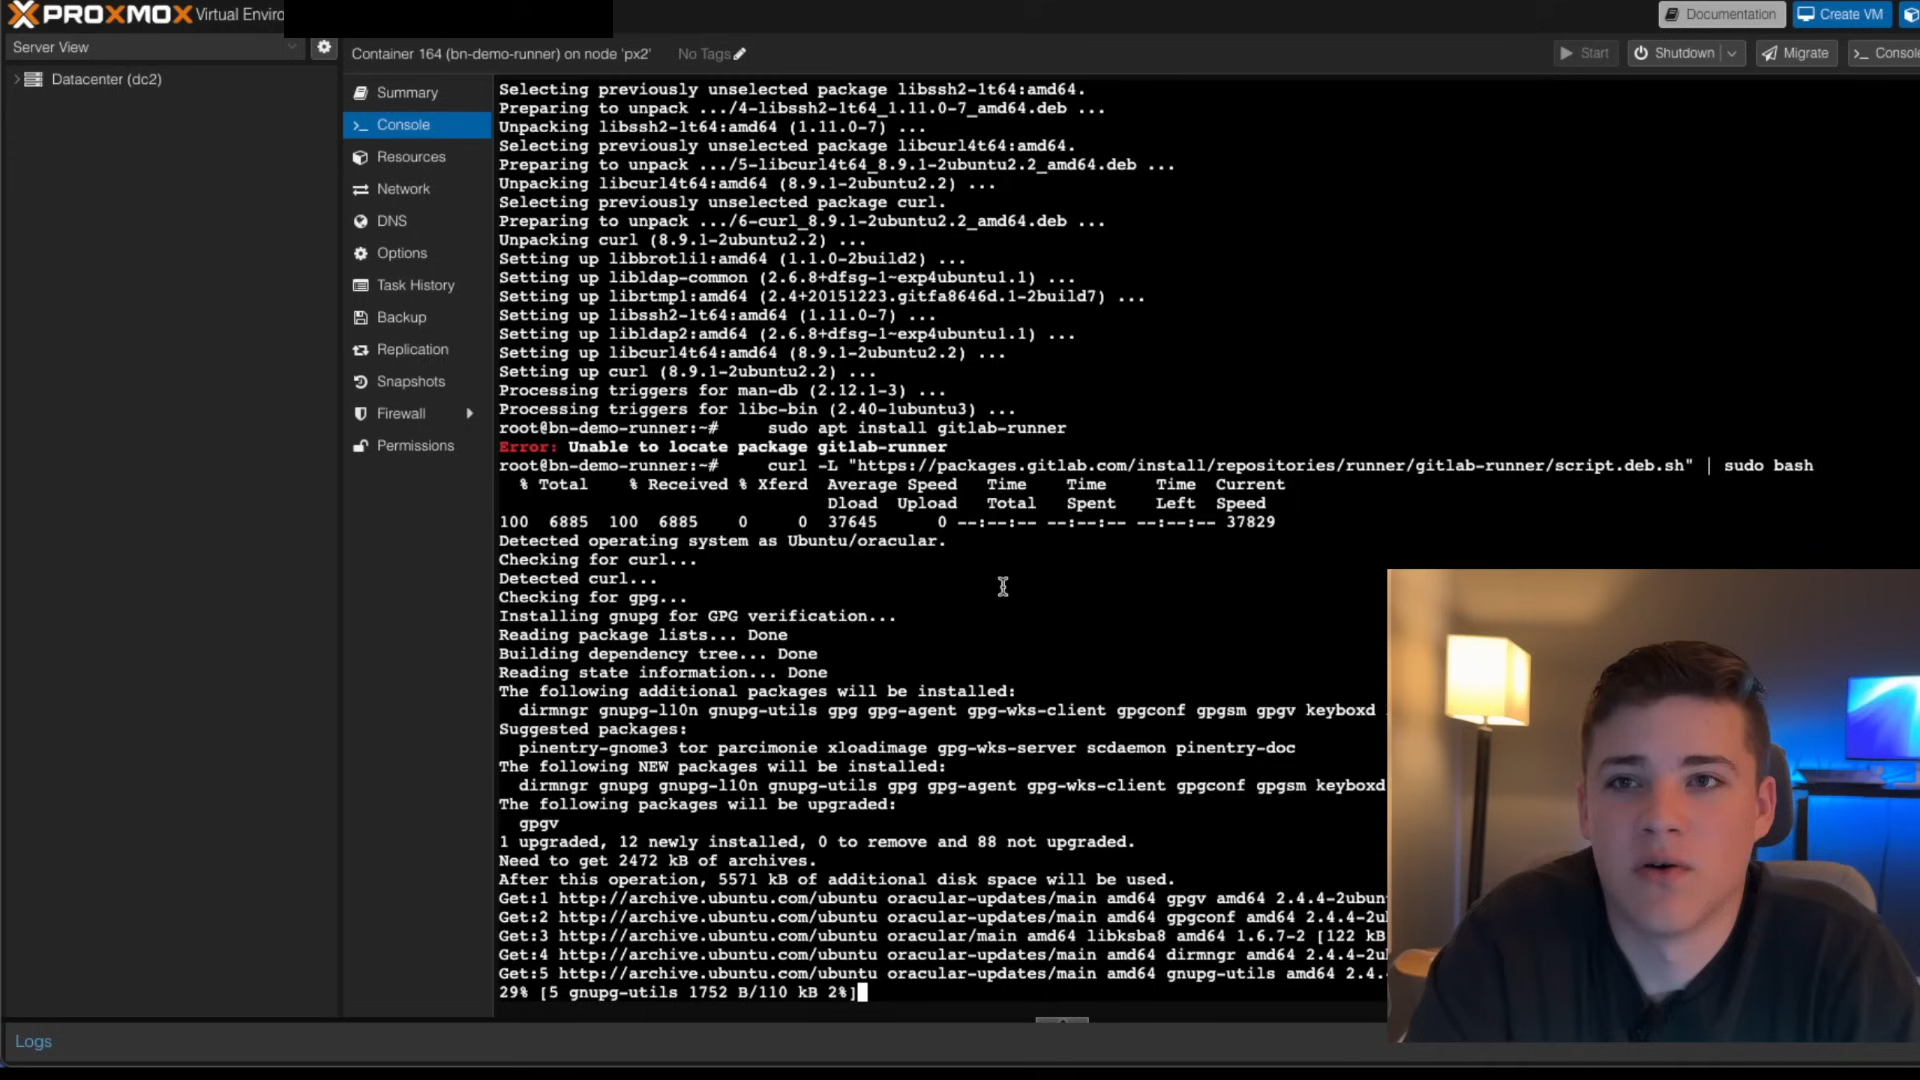 PROXMOX Virtual Enviro
Documentation
Create VM
Server View
Container 164 (bn-demo-runner) on node 'px2'
No Tags
Start
Shutdown
Migrate
Console
Datacenter (dc2)
Summary
Console
Resources
Network
DNS
Options
Task History
Backup
Replication
Snapshots
Firewall
Permissions
Selecting previously unselected package libssh2-1t64:amd64.
Preparing to unpack .../4-libssh2-1t64_1.11.0-7_amd64.deb ...
Unpacking libssh2-1t64:amd64 (1.11.0-7) ...
Selecting previously unselected package libcurl4t64:amd64.
Preparing to unpack .../5-libcurl4t64_8.9.1-2ubuntu2.2_amd64.deb ...
Unpacking libcurl4t64:amd64 (8.9.1-2ubuntu2.2) ...
Selecting previously unselected package curl.
Preparing to unpack .../6-curl_8.9.1-2ubuntu2.2_amd64.deb ...
Unpacking curl (8.9.1-2ubuntu2.2) ...
Setting up libbrotli1:amd64 (1.1.0-2build2) ...
Setting up libldap-common (2.6.8+dfsg-1~exp4ubuntu1.1) ...
Setting up librtmp1:amd64 (2.4+20151223.gitfa8646d.1-2build7) ...
Setting up libssh2-1t64:amd64 (1.11.0-7) ...
Setting up libldap2:amd64 (2.6.8+dfsg-1~exp4ubuntu1.1) ...
Setting up libcurl4t64:amd64 (8.9.1-2ubuntu2.2) ...
Setting up curl (8.9.1-2ubuntu2.2) ...
Processing triggers for man-db (2.12.1-3) ...
Processing triggers for libc-bin (2.40-1ubuntu3) ...
root@bn-demo-runner:~# sudo apt install gitlab-runner
Error: Unable to locate package gitlab-runner
root@bn-demo-runner:~# curl -L "https://packages.gitlab.com/install/repositories/runner/gitlab-runner/script.deb.sh" | sudo bash
% Total % Received % Xferd Average Speed Time Time Time Current
Dload Upload Total Spent Left Speed
100 6885 100 6885 0 0 37645 0 --:--:-- --:--:-- --:--:-- 37829
Detected operating system as Ubuntu/oracular.
Checking for curl...
Detected curl...
Checking for gpg...
Installing gnupg for GPG verification...
Reading package lists... Done
Building dependency tree... Done
Reading state information... Done
The following additional packages will be installed:
dirmngr gnupg-l10n gnupg-utils gpg gpg-agent gpg-wks-client gpgconf gpgsm gpgv keyboxd
Suggested packages:
pinentry-gnome3 tor parcimonie xloadimage gpg-wks-server scdaemon pinentry-doc
The following NEW packages will be installed:
dirmngr gnupg gnupg-l10n gnupg-utils gpg gpg-agent gpg-wks-client gpgconf gpgsm keyboxd
The following packages will be upgraded:
gpgv
1 upgraded, 12 newly installed, 0 to remove and 88 not upgraded.
Need to get 2472 kB of archives.
After this operation, 5571 kB of additional disk space will be used.
Get:1 http://archive.ubuntu.com/ubuntu oracular-updates/main amd64 gpgv amd64 2.4.4-2ubun
Get:2 http://archive.ubuntu.com/ubuntu oracular-updates/main amd64 gpgconf amd64 2.4.4-2u
Get:3 http://archive.ubuntu.com/ubuntu oracular/main amd64 libksba8 amd64 1.6.7-2 [122 kB
Get:4 http://archive.ubuntu.com/ubuntu oracular-updates/main amd64 dirmngr amd64 2.4.4-2u
Get:5 http://archive.ubuntu.com/ubuntu oracular-updates/main amd64 gnupg-utils amd64 2.4.
29% [5 gnupg-utils 1752 B/110 kB 2%]
Logs